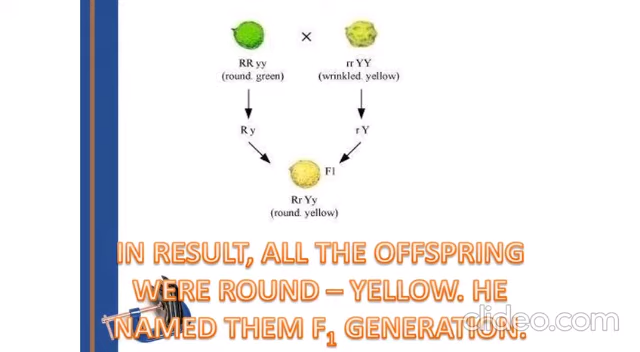 ×
RR yy
rr YY
(round. green)
(wrinkled. yellow)
R y
r Y
F1
Rr Yy
(round. yellow)
IN RESULT, ALL THE OFFSPRING
WERE ROUND – YELLOW. HE
NAMED THEM F1 GENERATION.
clideo.com